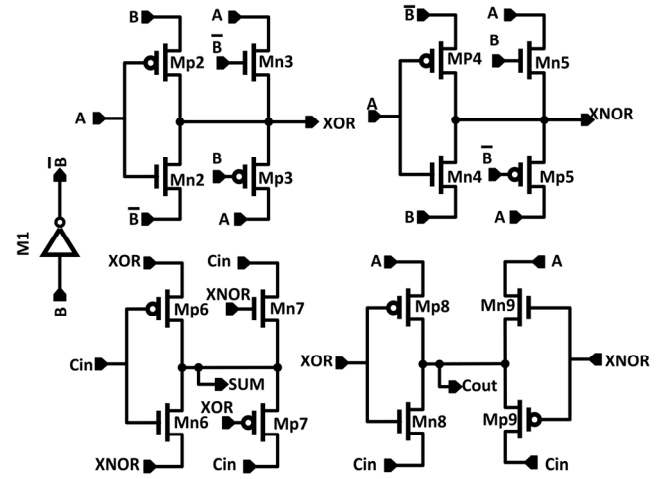 B
A
B̅
Mp2
Mn3
A
XOR
B
Mn2
Mp3
B̅
A
B̅
A
B
MP4
Mn5
A
XNOR
B̅
Mn4
Mp5
B
A
B̅
M1
B
XOR
Cin
XNOR
Mp6
Mn7
Cin
SUM
XOR
Mn6
Mp7
XNOR
Cin
A
A
Mp8
Mn9
XOR
XNOR
Cout
Mn8
Mp9
Cin
Cin